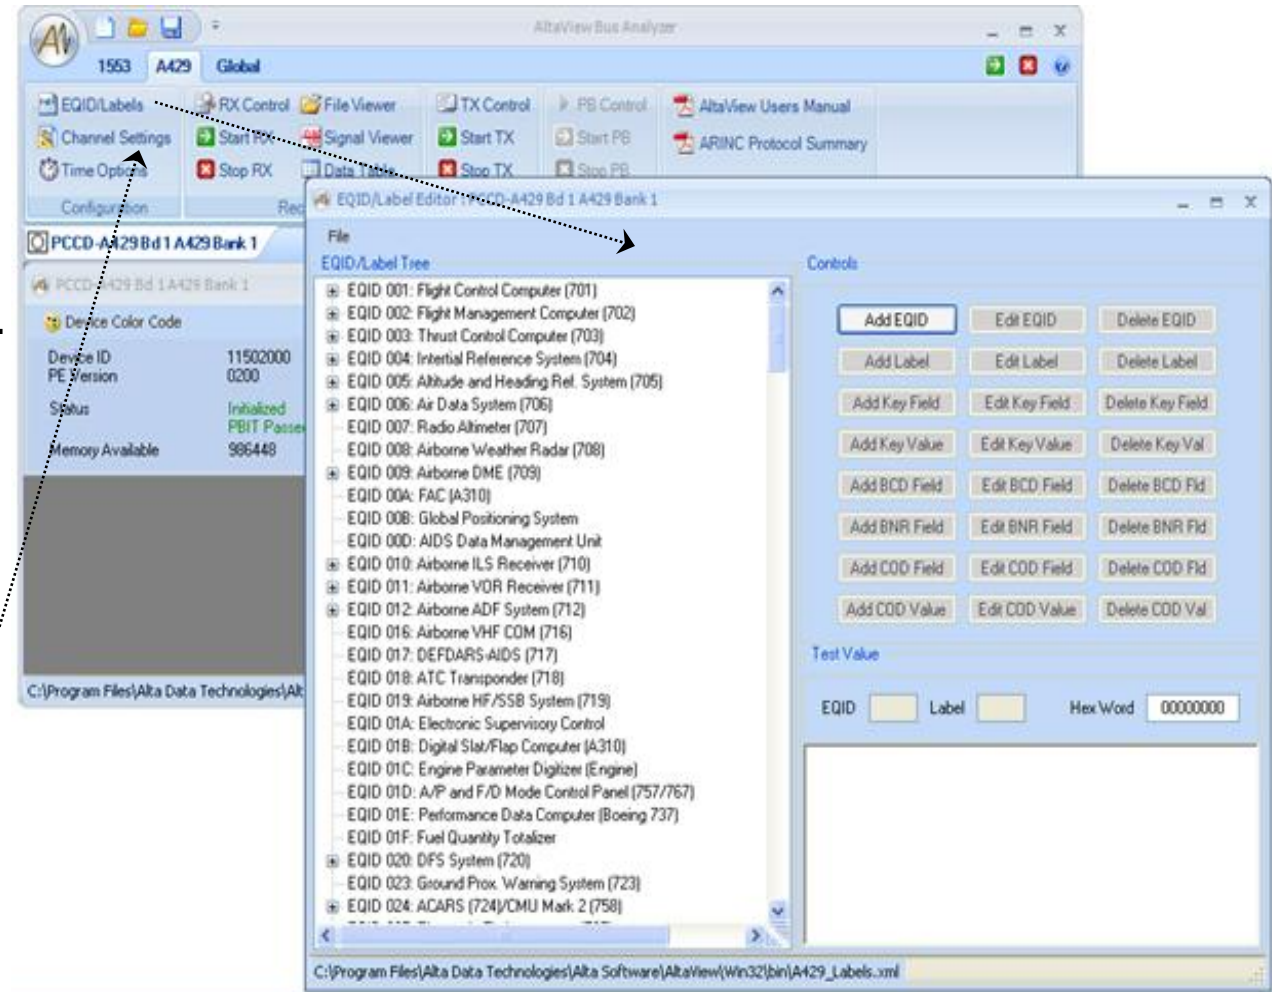 AltaView Bus Analyzer
1553 A429 Global
EQID/Labels RX Control File Viewer TX Control PB Control AltaView Users Manual
Channel Settings Start RX Signal Viewer Start TX Start PB ARINC Protocol Summary
Time Options Stop RX Data Table Stop TX Stop PB
Configuration Rec
PCCD-A429 Bd 1 A429 Bank 1
PCCD-A429 Bd 1 A429 Bank 1
Device Color Code
Device ID 11502000
PE Version 0200
Status Initialized
PBIT Passe
Memory Available 986448
C:\Program Files\Alta Data Technologies\Alt
EQID/Label Editor : PCCD-A429 Bd 1 A429 Bank 1
File
EQID/Label Tree
EQID 001: Flight Control Computer (701)
EQID 002: Flight Management Computer (702)
EQID 003: Thrust Control Computer (703)
EQID 004: Intertial Reference System (704)
EQID 005: Altitude and Heading Ref. System (705)
EQID 006: Air Data System (706)
EQID 007: Radio Altimeter (707)
EQID 008: Airborne Weather Radar (708)
EQID 009: Airborne DME (709)
EQID 00A: FAC (A310)
EQID 00B: Global Positioning System
EQID 00D: AIDS Data Management Unit
EQID 010: Airborne ILS Receiver (710)
EQID 011: Airborne VOR Receiver (711)
EQID 012: Airborne ADF System (712)
EQID 016: Airborne VHF COM (716)
EQID 017: DEFDARS-AIDS (717)
EQID 018: ATC Transponder (718)
EQID 019: Airborne HF/SSB System (719)
EQID 01A: Electronic Supervisory Control
EQID 01B: Digital Slat/Flap Computer (A310)
EQID 01C: Engine Parameter Digitizer (Engine)
EQID 01D: A/P and F/D Mode Control Panel (757/767)
EQID 01E: Performance Data Computer (Boeing 737)
EQID 01F: Fuel Quantity Totalizer
EQID 020: DFS System (720)
EQID 023: Ground Prox. Warning System (723)
EQID 024: ACARS (724)/CMU Mark 2 (758)
Controls
Add EQID Edit EQID Delete EQID
Add Label Edit Label Delete Label
Add Key Field Edit Key Field Delete Key Field
Add Key Value Edit Key Value Delete Key Val
Add BCD Field Edit BCD Field Delete BCD Fld
Add BNR Field Edit BNR Field Delete BNR Fld
Add COD Field Edit COD Field Delete COD Fld
Add COD Value Edit COD Value Delete COD Val
Test Value
EQID Label Hex Word 00000000
C:\Program Files\Alta Data Technologies\Alta Software\AltaView\Win32\bin\A429_Labels.xml